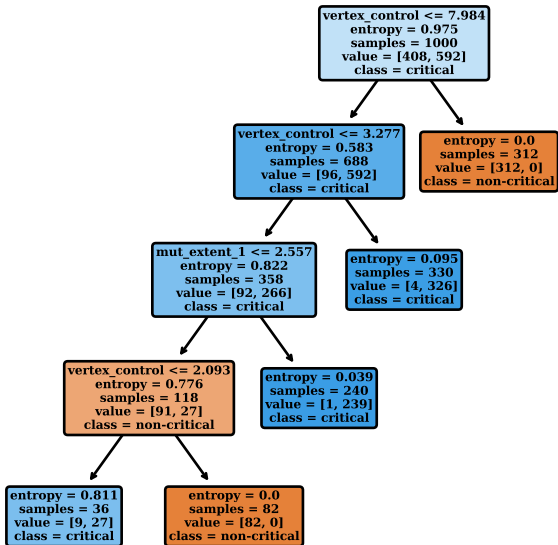 vertex_control <= 7.984
entropy = 0.975
samples = 1000
value = [408, 592]
class = critical
vertex_control <= 3.277
entropy = 0.583
samples = 688
value = [96, 592]
class = critical
entropy = 0.0
samples = 312
value = [312, 0]
class = non-critical
mut_extent_1 <= 2.557
entropy = 0.822
samples = 358
value = [92, 266]
class = critical
entropy = 0.095
samples = 330
value = [4, 326]
class = critical
vertex_control <= 2.093
entropy = 0.776
samples = 118
value = [91, 27]
class = non-critical
entropy = 0.039
samples = 240
value = [1, 239]
class = critical
entropy = 0.811
samples = 36
value = [9, 27]
class = critical
entropy = 0.0
samples = 82
value = [82, 0]
class = non-critical